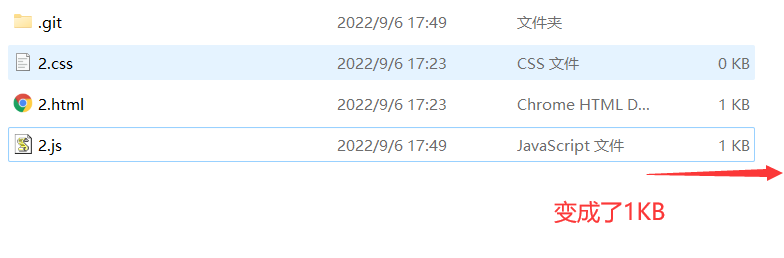 .git 2022/9/6 17:49 文件夹
2.css 2022/9/6 17:23 CSS 文件 0 KB
2.html 2022/9/6 17:23 Chrome HTML D... 1 KB
2.js 2022/9/6 17:49 JavaScript 文件 1 KB
变成了1KB